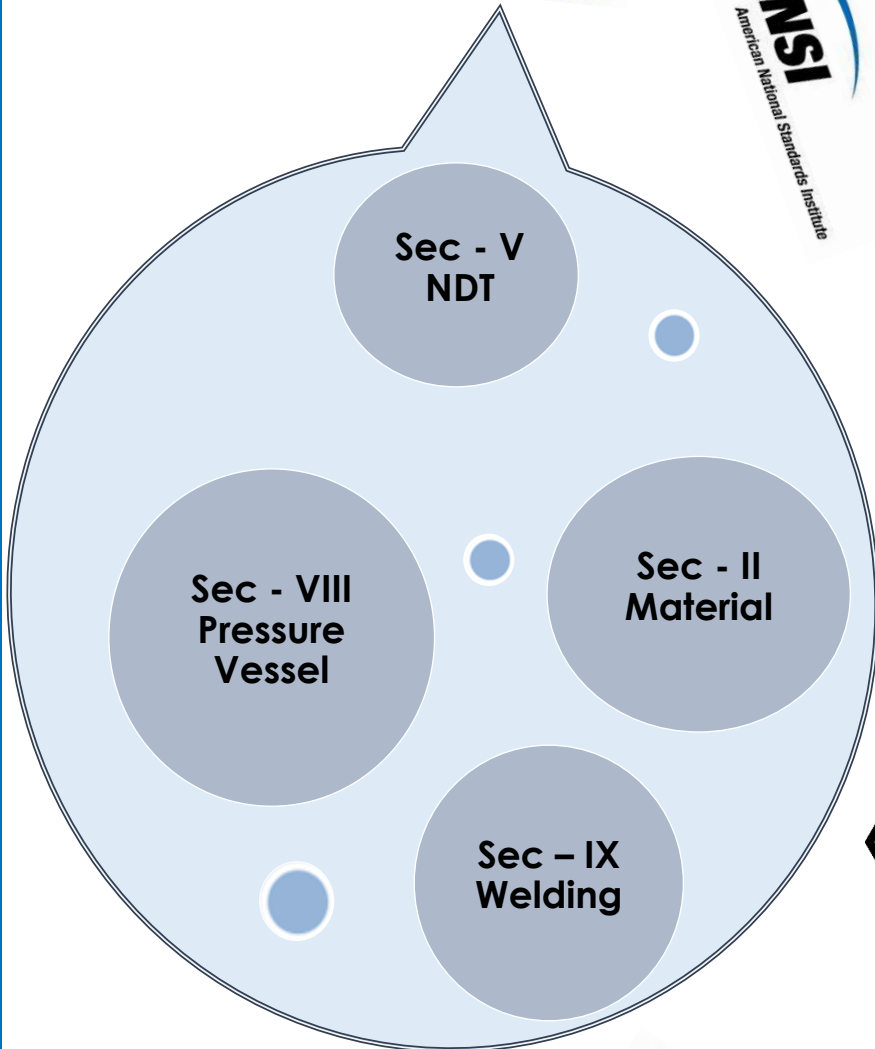 NSI
American National Standards Institute
Sec - V
NDT
Sec - II
Material
Sec - VIII
Pressure
Vessel
Sec – IX
Welding